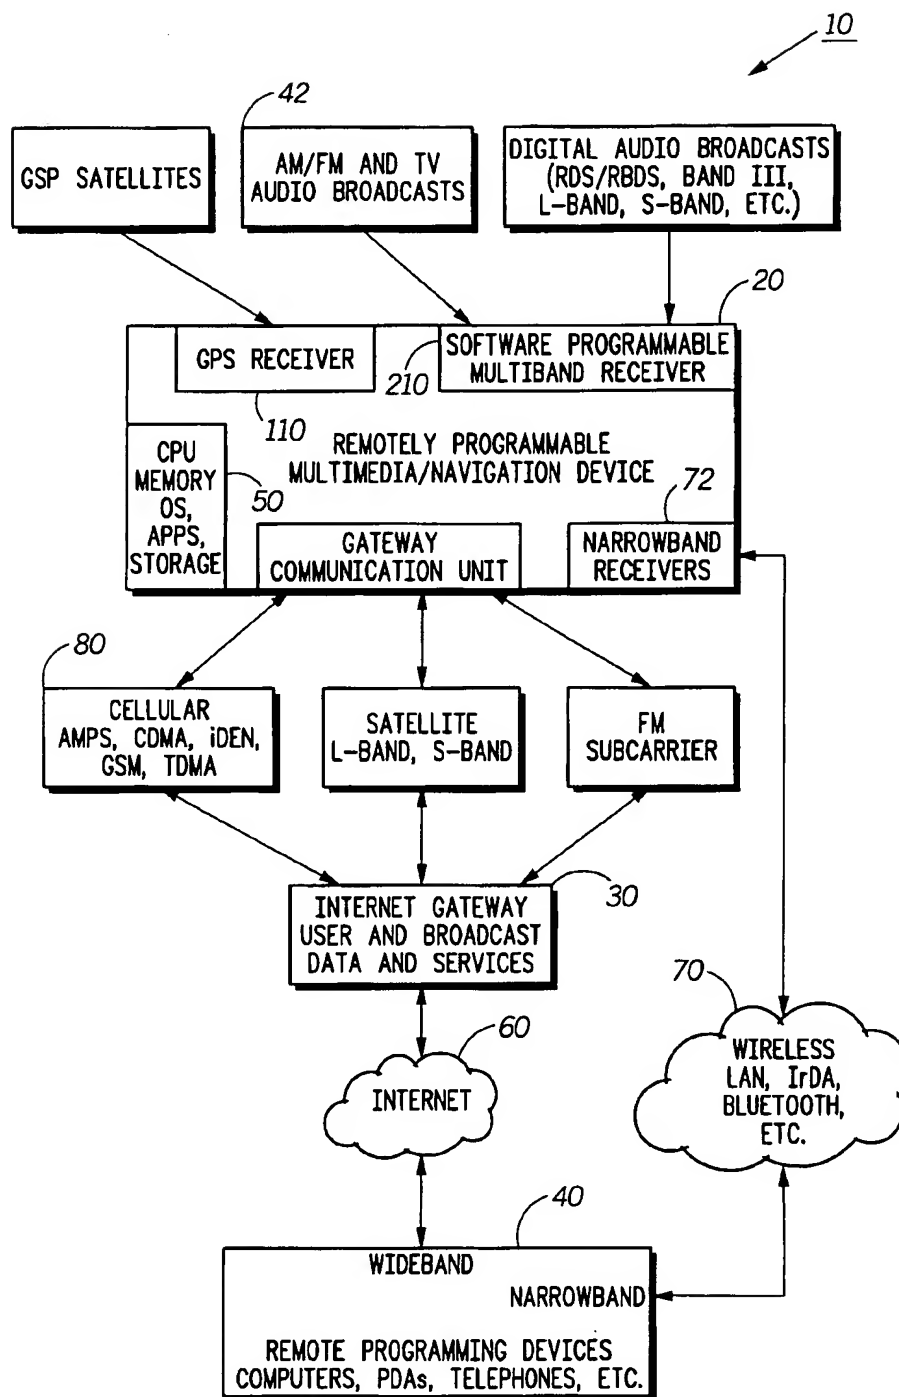 10
42
GSP SATELLITES
AM/FM AND TV
AUDIO BROADCASTS
DIGITAL AUDIO BROADCASTS
(RDS/RBDS, BAND III,
L-BAND, S-BAND, ETC.)
20
GPS RECEIVER
210
SOFTWARE PROGRAMMABLE
MULTIBAND RECEIVER
110
REMOTELY PROGRAMMABLE
MULTIMEDIA/NAVIGATION DEVICE
CPU
MEMORY
OS,
APPS,
STORAGE
50
72
GATEWAY
COMMUNICATION UNIT
NARROWBAND
RECEIVERS
80
CELLULAR
AMPS, CDMA, iDEN,
GSM, TDMA
SATELLITE
L-BAND, S-BAND
FM
SUBCARRIER
30
INTERNET GATEWAY
USER AND BROADCAST
DATA AND SERVICES
70
60
INTERNET
WIRELESS
LAN, IrDA,
BLUETOOTH,
ETC.
40
WIDEBAND
NARROWBAND
REMOTE PROGRAMMING DEVICES
COMPUTERS, PDAs, TELEPHONES, ETC.